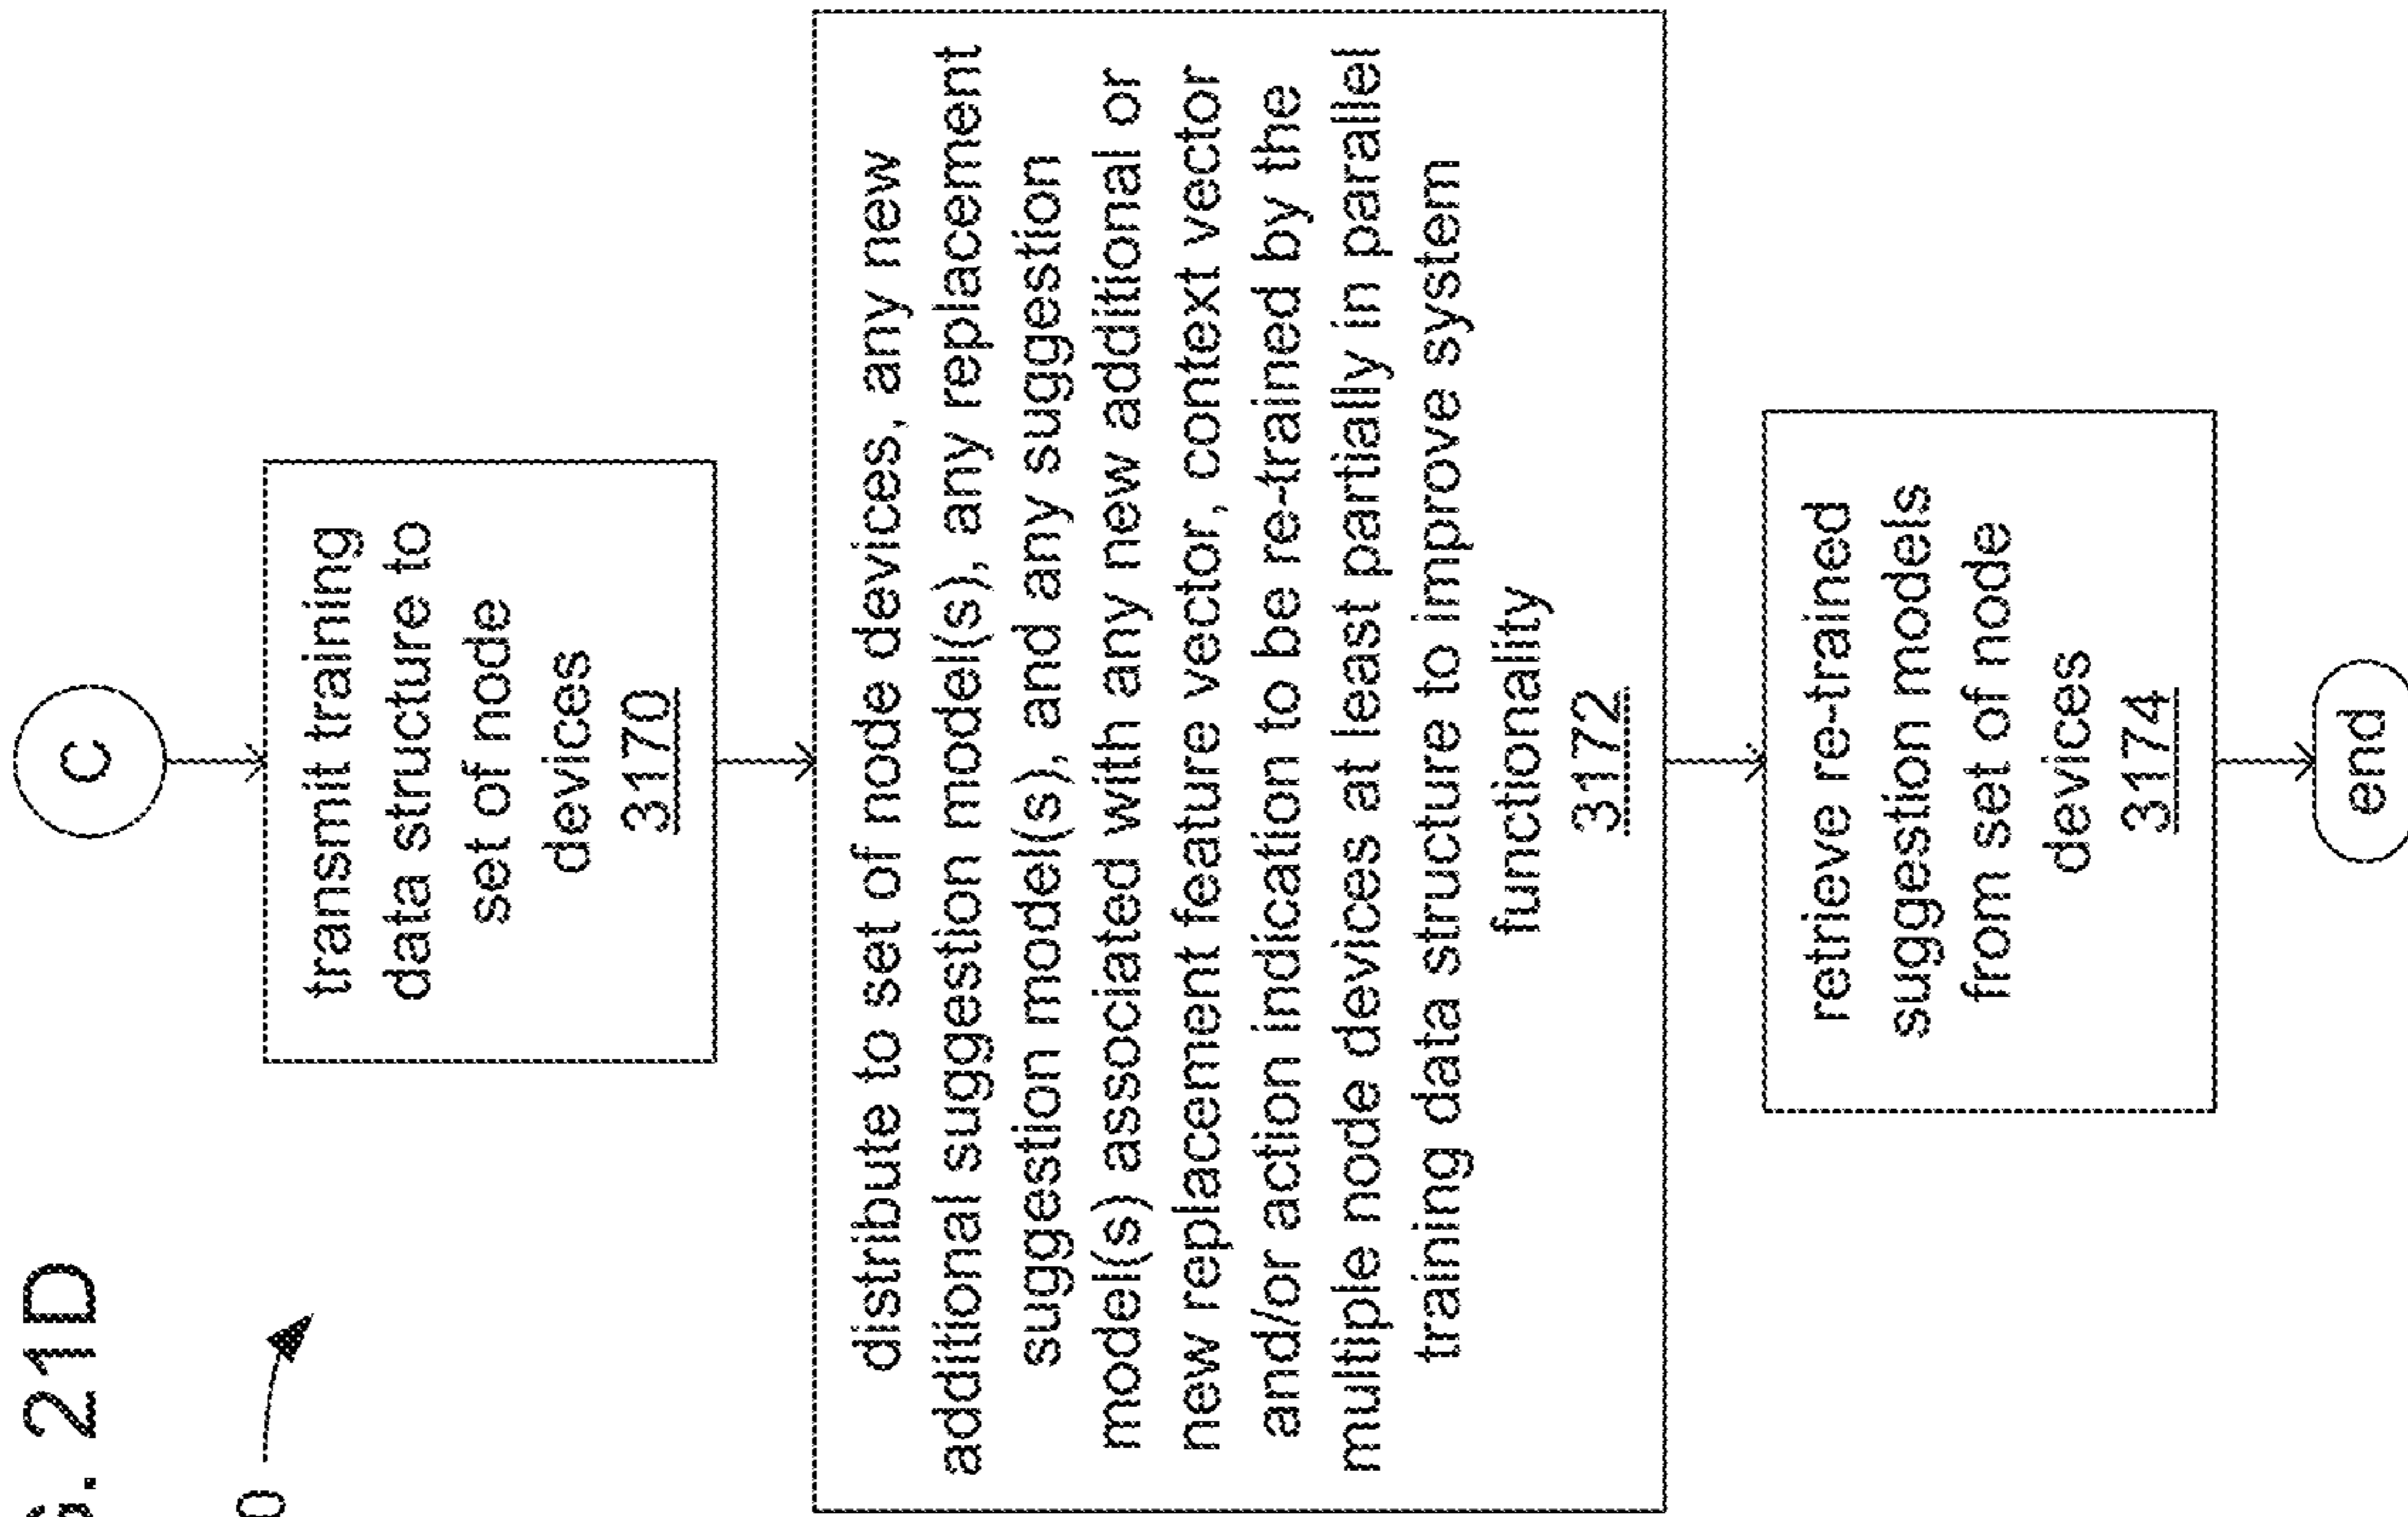 G. 21D
0
C
transmit training
data structure to
set of node
devices
3170
distribute to set of node devices, any new
additional suggestion model(s), any replacement
suggestion model(s), and any suggestion
model(s) associated with any new additional or
new replacement feature vector, context vector
and/or action indication to be re-trained by the
multiple node devices at least partially in parallel
training data structure to improve system
functionality
3172
retrieve re-trained
suggestion models
from set of node
devices
3174
end